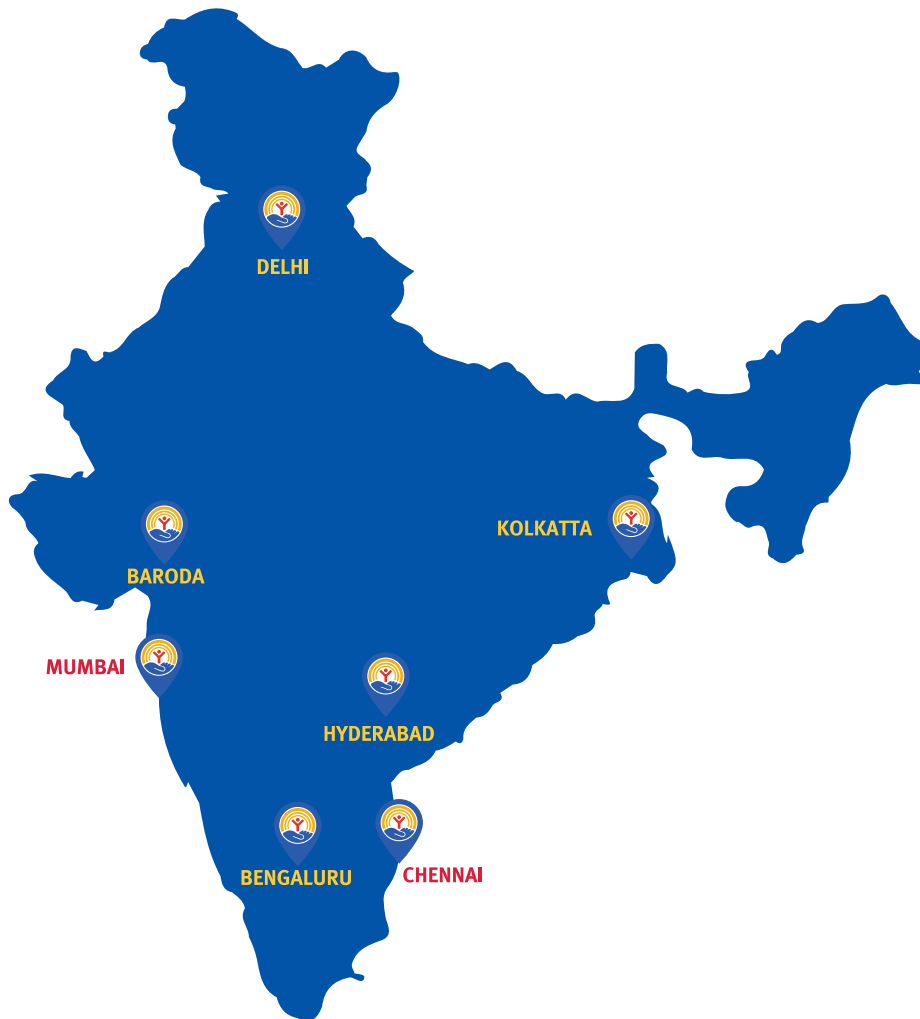 DELHI
KOLKATTA
BARODA
MUMBAI
HYDERABAD
BENGALURU
CHENNAI